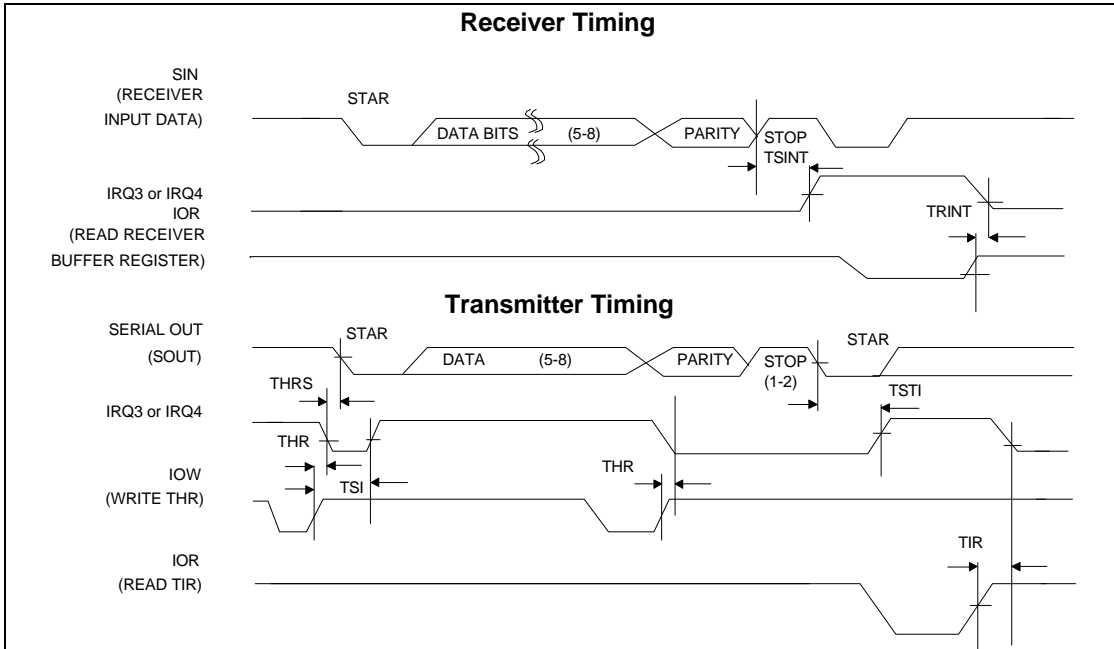 Receiver Timing
SIN
(RECEIVER
INPUT DATA)
STAR
DATA BITS (5-8)
PARITY
STOP
TSINT
IRQ3 or IRQ4
IOR
(READ RECEIVER
BUFFER REGISTER)
TRINT
Transmitter Timing
SERIAL OUT
(SOUT)
STAR
DATA (5-8)
PARITY
STOP
(1-2)
STAR
THRS
TSTI
IRQ3 or IRQ4
THR
THR
IOW
(WRITE THR)
TSI
TIR
IOR
(READ TIR)